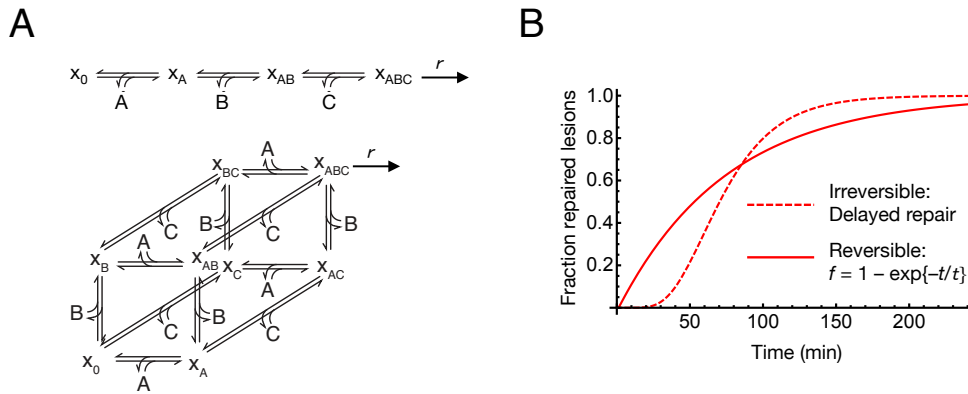 A
x0 xA xAB xABC r
A B C
A r
xBC xABC
B C C B
A
xB xAB xC xAC
A
B C B C
x0 xA
A
B
Fraction repaired lesions
1.0
0.8
0.6
0.4
0.2
50 100 150 200
Time (min)
Irreversible:
Delayed repair
Reversible:
f = 1 − exp{−t/t}